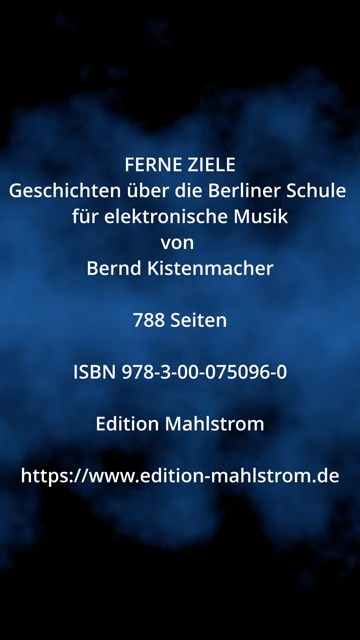 FERNE ZIELE
Geschichten über die Berliner Schule
für elektronische Musik
von
Bernd Kistenmacher
788 Seiten
ISBN 978-3-00-075096-0
Edition Mahlstrom
https://www.edition-mahlstrom.de